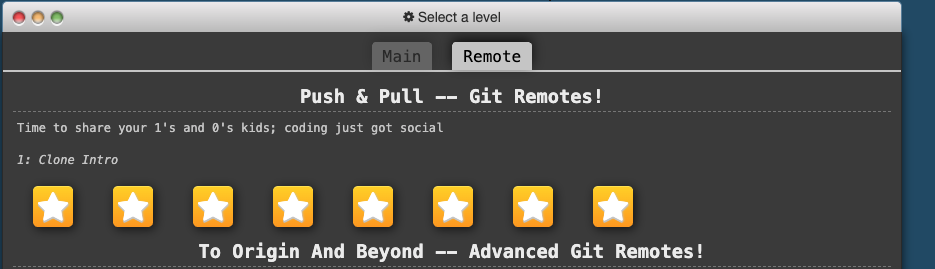 Select a level
Main Remote
Push & Pull -- Git Remotes!
Time to share your 1's and 0's kids; coding just got social
1: Clone Intro
To Origin And Beyond -- Advanced Git Remotes!